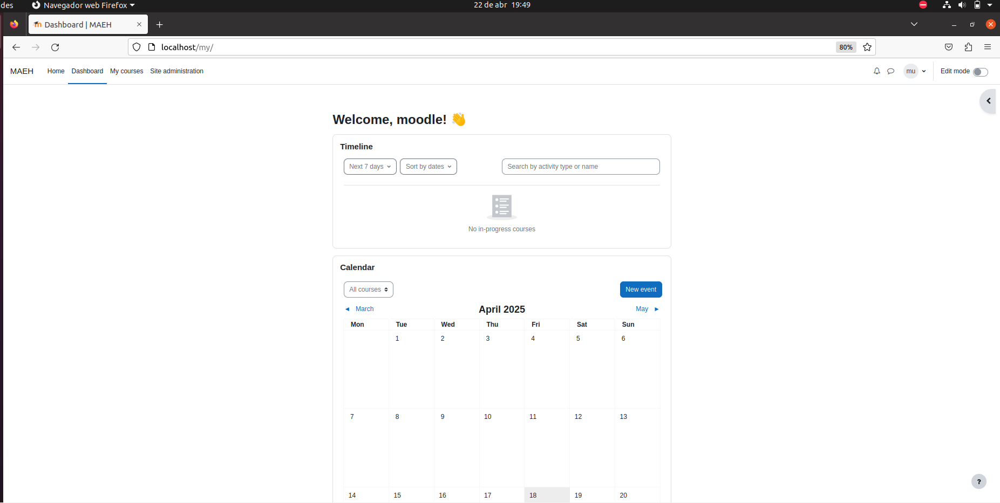 des Navegador web Firefox 22 de abr 19:49
Dashboard | MAEH
localhost/my/ 80%
MAEH Home Dashboard My courses Site administration mu Edit mode
Welcome, moodle! 👋
Timeline
Next 7 days Sort by dates Search by activity type or name
No in-progress courses
Calendar
All courses New event
◄ March April 2025 May ►
Mon Tue Wed Thu Fri Sat Sun
1 2 3 4 5 6
7 8 9 10 11 12 13
?
14 15 16 17 18 19 20